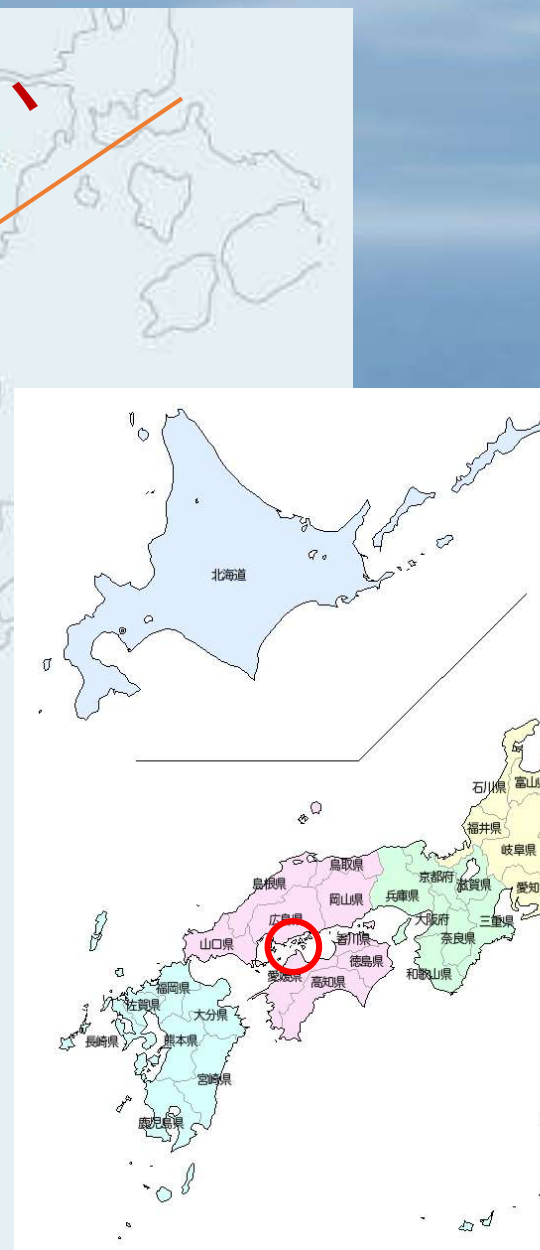 北海道
石川県
富山
福井県
岐阜県
鳥取県
京都府
滋賀県
島根県
岡山県
兵庫県
愛知
広島県
大阪府
三重県
山口県
香川県
奈良県
徳島県
和歌山県
愛媛県
高知県
福岡県
佐賀県
大分県
長崎県
熊本県
宮崎県
鹿児島県